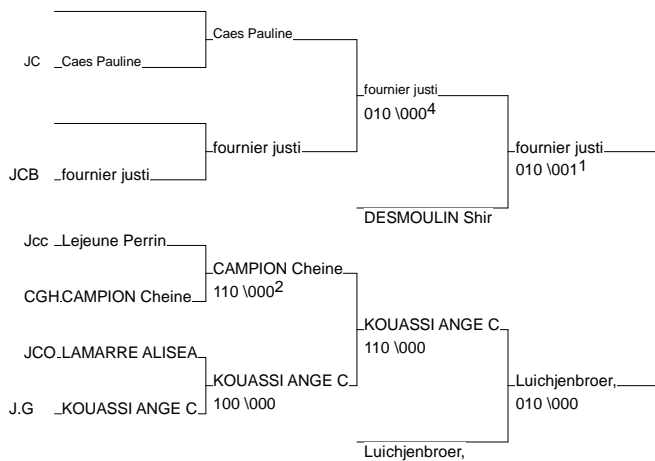 Caes Pauline
JC Caes Pauline
fournier justi
010 \000⁴
fournier justi
fournier justi
010 \001¹
JCB fournier justi
DESMOULIN Shir
Jcc Lejeune Perrin
CAMPION Cheine
110 \000²
CGH CAMPION Cheine
KOUASSI ANGE C
110 \000
JCO LAMARRE ALISEA
KOUASSI ANGE C
100 \000
Luichjenbroer,
010 \000
J.G KOUASSI ANGE C
Luichjenbroer,